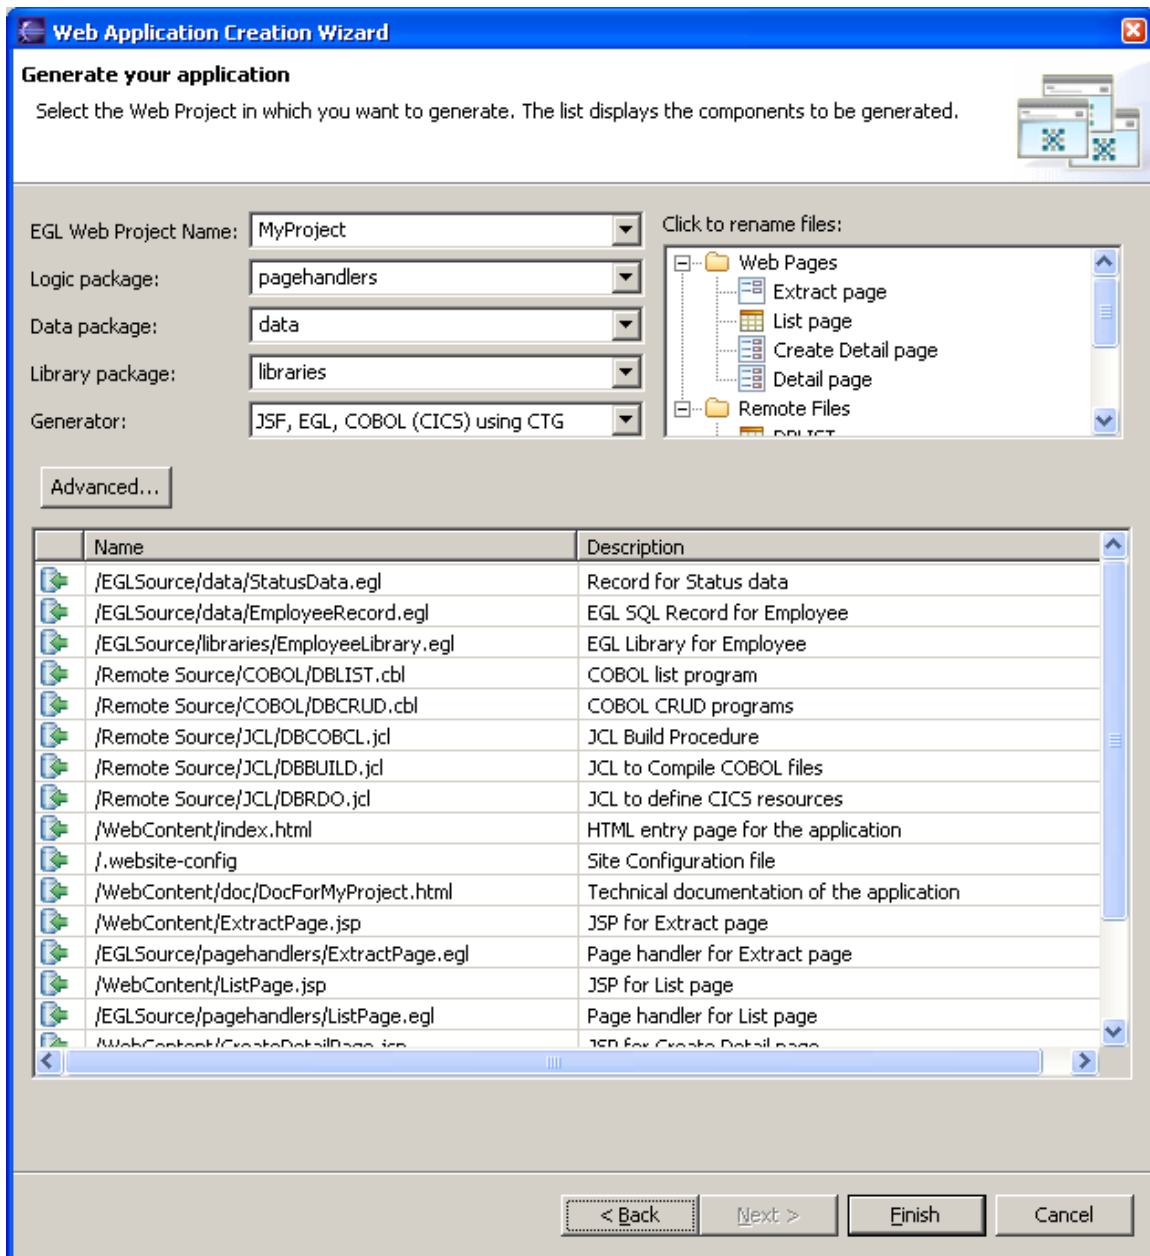 Web Application Creation Wizard
Generate your application
Select the Web Project in which you want to generate. The list displays the components to be generated.
EGL Web Project Name: MyProject
Logic package: pagehandlers
Data package: data
Library package: libraries
Generator: JSF, EGL, COBOL (CICS) using CTG
Click to rename files:
Web Pages
Extract page
List page
Create Detail page
Detail page
Remote Files
DBLIST
Advanced...
Name Description
/EGLSource/data/StatusData.egl Record for Status data
/EGLSource/data/EmployeeRecord.egl EGL SQL Record for Employee
/EGLSource/libraries/EmployeeLibrary.egl EGL Library for Employee
/Remote Source/COBOL/DBLIST.cbl COBOL list program
/Remote Source/COBOL/DBCRUD.cbl COBOL CRUD programs
/Remote Source/JCL/DBCOBCL.jcl JCL Build Procedure
/Remote Source/JCL/DBBUILD.jcl JCL to Compile COBOL files
/Remote Source/JCL/DBRDO.jcl JCL to define CICS resources
/WebContent/index.html HTML entry page for the application
/.website-config Site Configuration file
/WebContent/doc/DocForMyProject.html Technical documentation of the application
/WebContent/ExtractPage.jsp JSP for Extract page
/EGLSource/pagehandlers/ExtractPage.egl Page handler for Extract page
/WebContent/ListPage.jsp JSP for List page
/EGLSource/pagehandlers/ListPage.egl Page handler for List page
/WebContent/CreateDetailPage.jsp JSP for Create Detail page
< Back Next > Finish Cancel